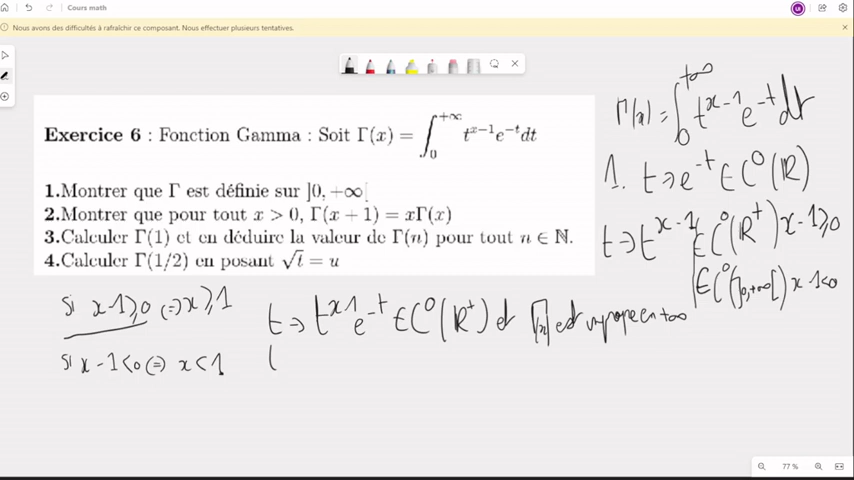 Cours math
UI
Nous avons des difficultés à rafraîchir ce composant. Nous effectuer plusieurs tentatives.
Exercice 6 : Fonction Gamma : Soit Γ(x) = ∫₀^{+∞} t^{x-1}e^{-t}dt
1.Montrer que Γ est définie sur ]0, +∞[
2.Montrer que pour tout x > 0, Γ(x + 1) = xΓ(x)
3.Calculer Γ(1) et en déduire la valeur de Γ(n) pour tout n ∈ ℕ.
4.Calculer Γ(1/2) en posant √t = u
Γ(x) = ∫₀^{+∞} t^{x-1} e^{-t} dt
1. t → e^{-t} ∈ C⁰(ℝ)
t → t^{x-1} ∈ C⁰(ℝ⁺) x-1≥0
∈ C⁰(]0,+∞[) x-1<0
si x-1≥0 (=) x≥1
t → t^{x-1} e^{-t} ∈ C⁰(ℝ⁺) et Γ(x) est impropre en +∞
si x-1<0 (=) x<1
(
77 %